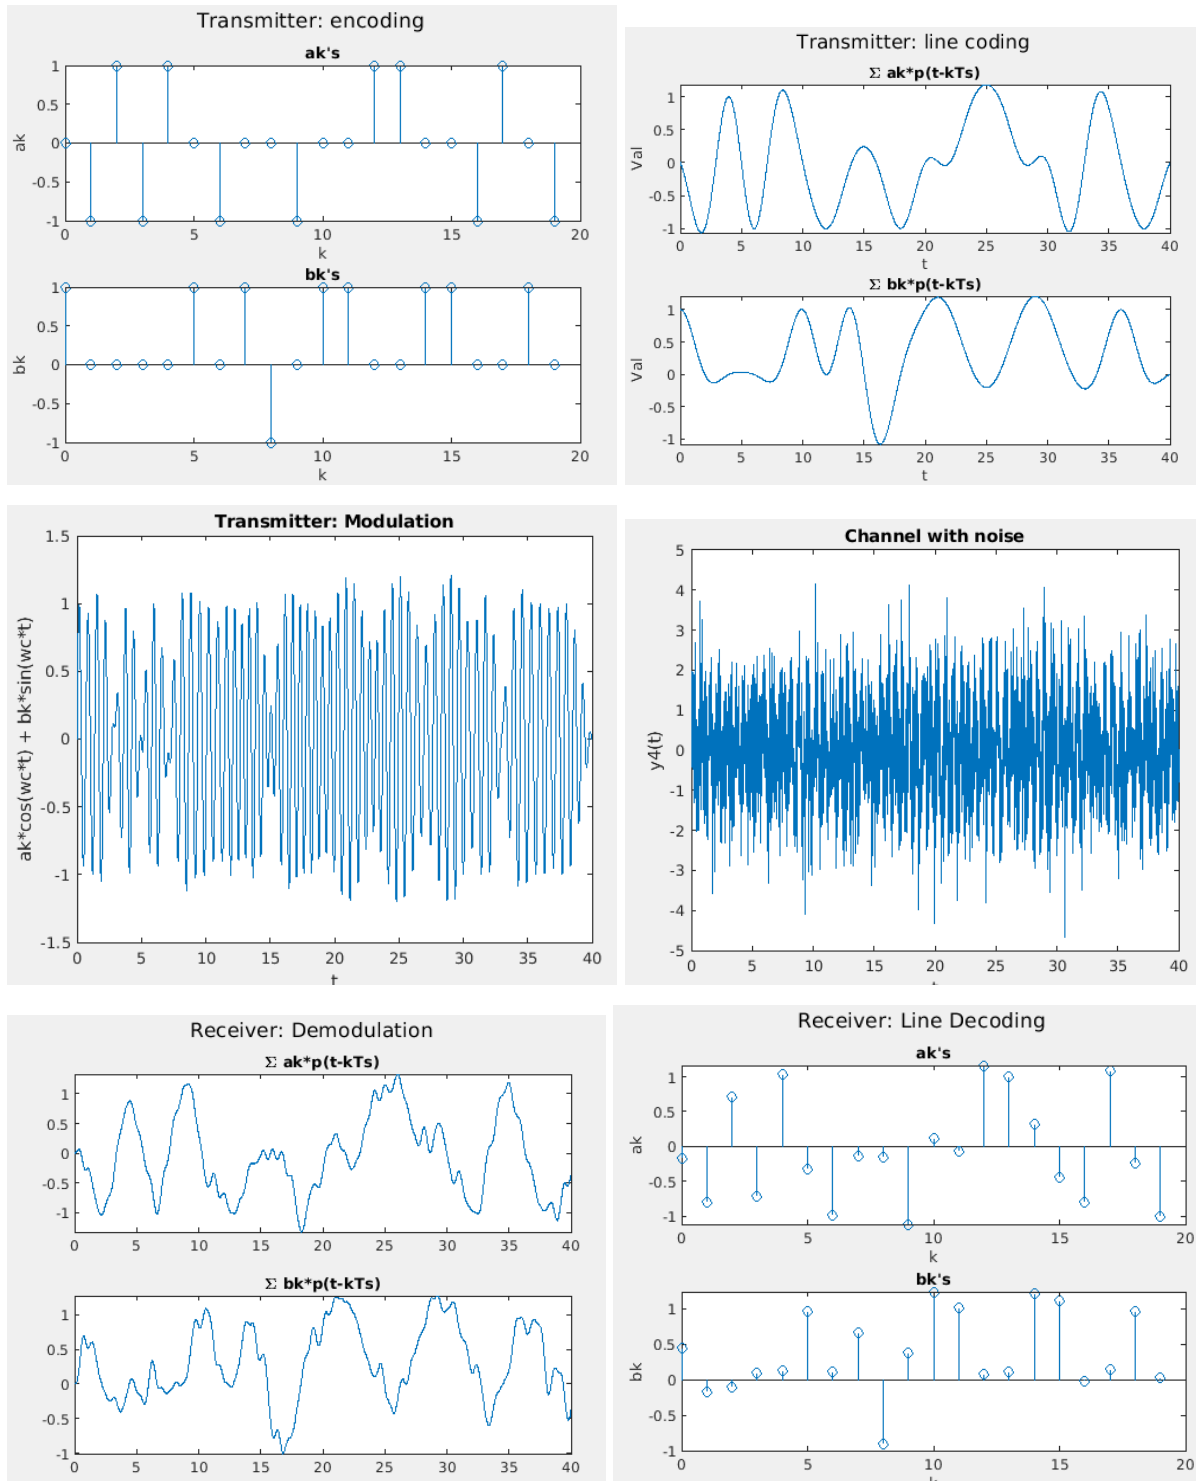 Transmitter: encoding
ak's
1
0.5
0
-0.5
-1
ak
0 5 10 15 20
k
bk's
1
0.5
0
-0.5
-1
bk
0 5 10 15 20
k
Transmitter: line coding
Σ ak*p(t-kTs)
1
0.5
0
-0.5
-1
Val
0 5 10 15 20 25 30 35 40
t
Σ bk*p(t-kTs)
1
0.5
0
-0.5
-1
Val
0 5 10 15 20 25 30 35 40
t
Transmitter: Modulation
1.5
1
0.5
0
-0.5
-1
-1.5
ak*cos(wc*t) + bk*sin(wc*t)
0 5 10 15 20 25 30 35 40
t
Channel with noise
5
4
3
2
1
0
-1
-2
-3
-4
-5
y4(t)
0 5 10 15 20 25 30 35 40
Receiver: Demodulation
Σ ak*p(t-kTs)
1
0.5
0
-0.5
-1
0 5 10 15 20 25 30 35 40
Σ bk*p(t-kTs)
1
0.5
0
-0.5
-1
0 5 10 15 20 25 30 35 40
Receiver: Line Decoding
ak's
1
0.5
0
-0.5
-1
ak
0 5 10 15 20
k
bk's
1
0.5
0
-0.5
-1
bk
0 5 10 15 20